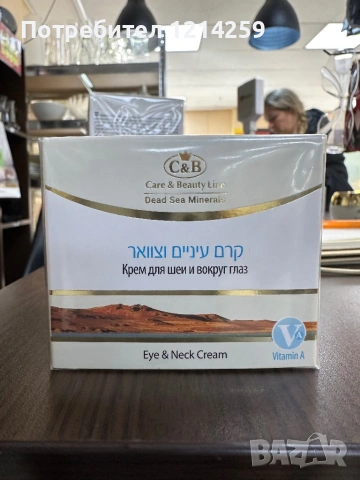 Потребител:1214259
C&B
Care & Beauty Line
Dead Sea Minerals
קרם עיניים וצוואר
Крем для шеи и вокруг глаз
VA
Vitamin A
Eye & Neck Cream
BAZAR